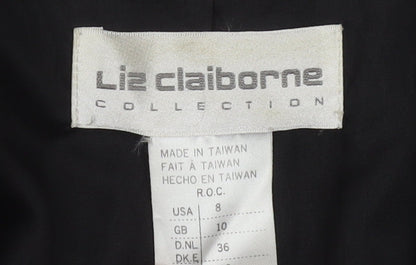 Liz claiborne
COLLECTION
MADE IN TAIWAN
FAIT À TAIWAN
HECHO EN TAIWAN
R.O.C.
USA 8
GB 10
D.NL 36
DK.E